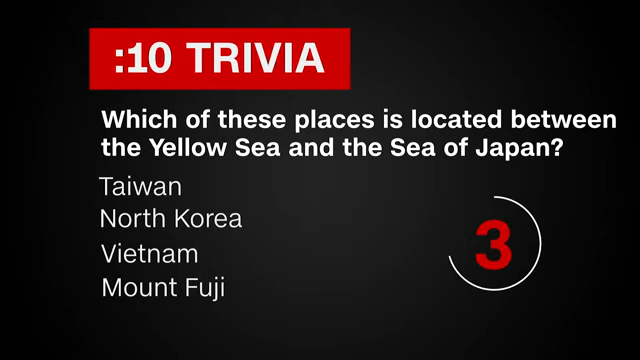 :10 TRIVIA
Which of these places is located between
the Yellow Sea and the Sea of Japan?
Taiwan
North Korea
Vietnam
Mount Fuji
3